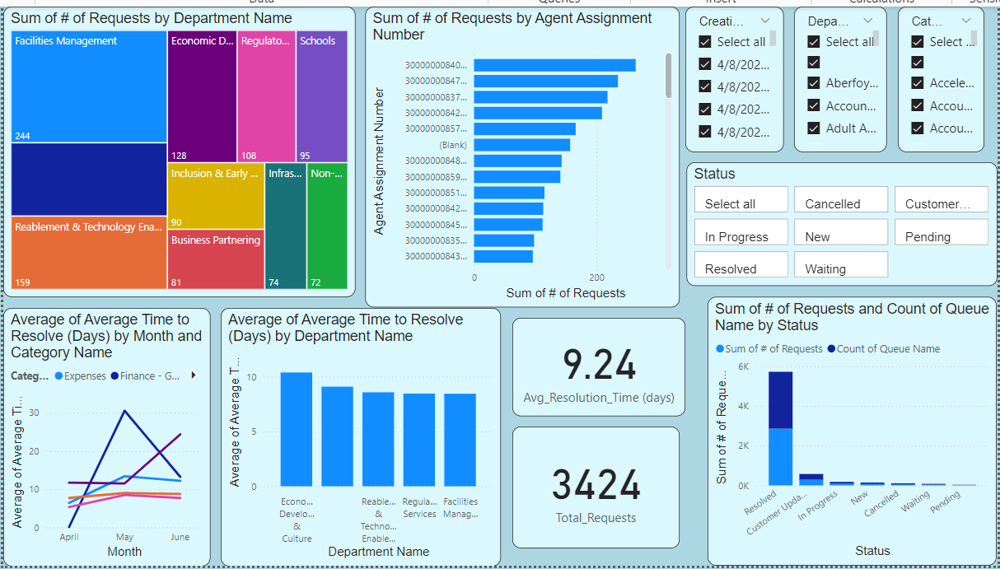 Data
Queries
Insert
Calculations
Sum of # of Requests by Department Name
Facilities Management
244
Reablement & Technology Ena...
159
Economic D...
128
Regulato...
108
Schools
95
Inclusion & Early ...
90
Business Partnering
81
Infras...
74
Non-...
72
Sum of # of Requests by Agent Assignment
Number
Agent Assignment Number
30000000840...
30000000847...
30000000837...
30000000842...
30000000857...
(Blank)
30000000848...
30000000859...
30000000851...
30000000842...
30000000845...
30000000835...
30000000843...
0
200
Sum of # of Requests
Creati...
Select all
4/8/202...
4/8/202...
4/8/202...
4/8/202...
Depa...
Select all
Aberfoy...
Accoun...
Adult A...
Cat...
Select ...
Accele...
Accou...
Accou...
Status
Select all
Cancelled
Customer...
In Progress
New
Pending
Resolved
Waiting
Average of Average Time to
Resolve (Days) by Month and
Category Name
Categ...
Expenses
Finance - G...
Average of Average Ti...
30
20
10
0
April
May
June
Month
Average of Average Time to Resolve
(Days) by Department Name
Average of Average T...
10
5
0
Econo...
Develo...
&
Culture
Reable...
&
Techno...
Enable...
Regula...
Services
Facilities
Manag...
Department Name
9.24
Avg_Resolution_Time (days)
3424
Total_Requests
Sum of # of Requests and Count of Queue
Name by Status
Sum of # of Requests
Count of Queue Name
Sum of # of Reque...
6K
4K
2K
0K
Resolved
Customer Upda...
In Progress
New
Cancelled
Waiting
Pending
Status